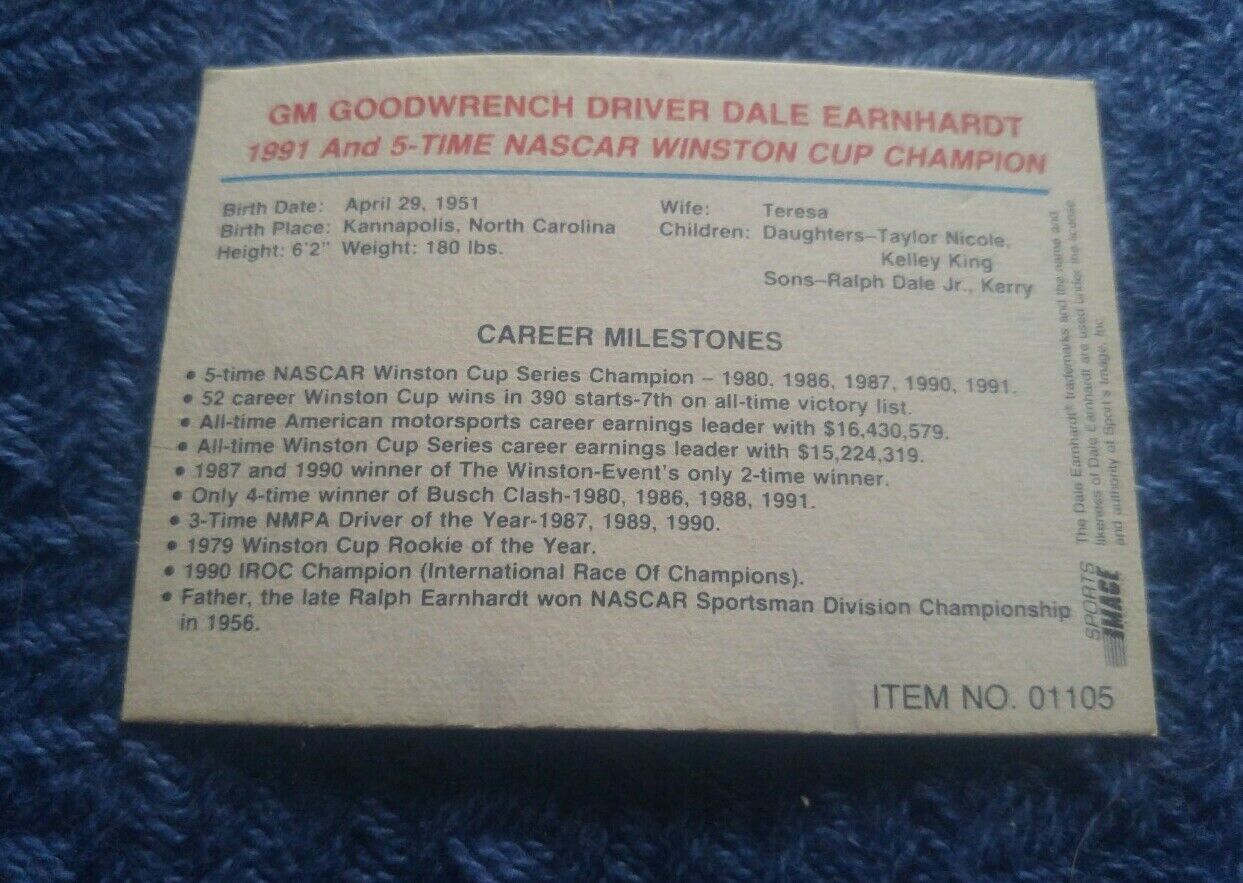 GM GOODWRENCH DRIVER DALE EARNHARDT
1991 And 5-TIME NASCAR WINSTON CUP CHAMPION
Birth Date: April 29, 1951
Birth Place: Kannapolis, North Carolina
Height: 6'2" Weight: 180 lbs.
Wife: Teresa
Children: Daughters–Taylor Nicole,
Kelley King
Sons–Ralph Dale Jr., Kerry
CAREER MILESTONES
• 5-time NASCAR Winston Cup Series Champion – 1980, 1986, 1987, 1990, 1991.
• 52 career Winston Cup wins in 390 starts-7th on all-time victory list.
• All-time American motorsports career earnings leader with $16,430,579.
• All-time Winston Cup Series career earnings leader with $15,224,319.
• 1987 and 1990 winner of The Winston-Event's only 2-time winner.
• Only 4-time winner of Busch Clash-1980, 1986, 1988, 1991.
• 3-Time NMPA Driver of the Year-1987, 1989, 1990.
• 1979 Winston Cup Rookie of the Year.
• 1990 IROC Champion (International Race Of Champions).
• Father, the late Ralph Earnhardt won NASCAR Sportsman Division Championship
in 1956.
The Dale Earnhardt® trademarks and the name and
likeness of Dale Earnhardt are used under the license
and authority of Sports Image, Inc.
SPORTS
IMAGE
ITEM NO. 01105